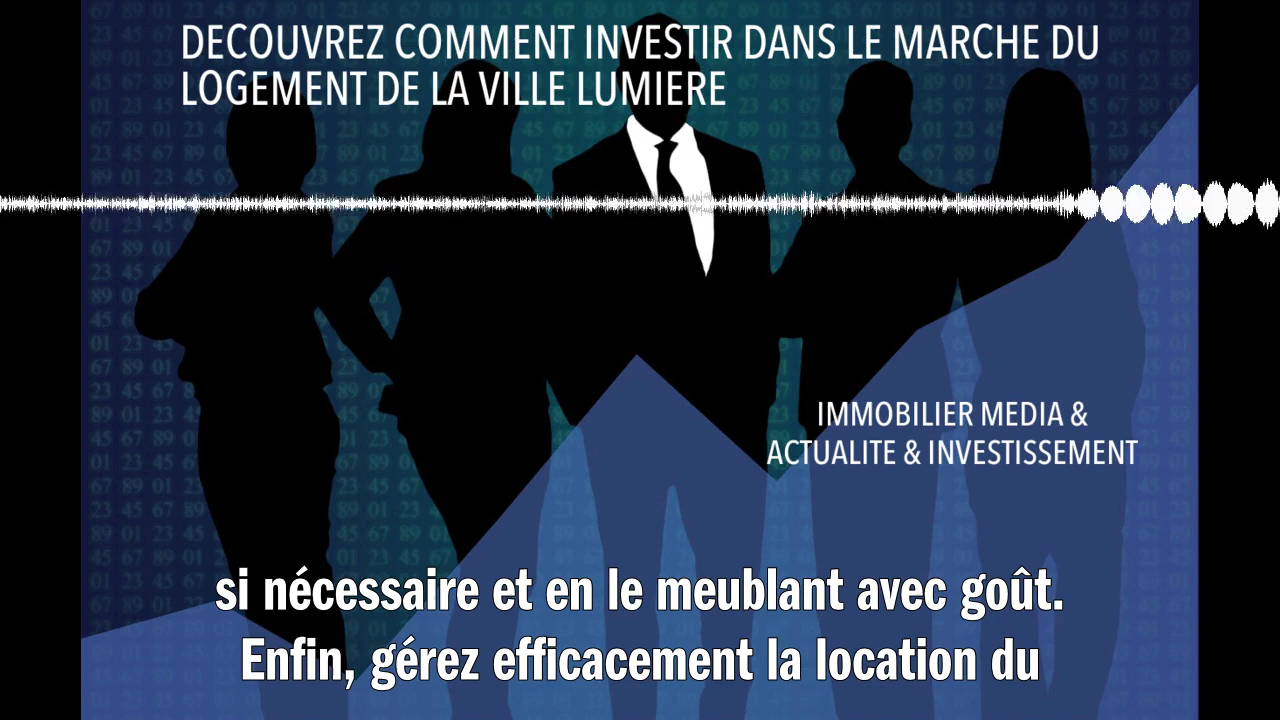 DECOUVREZ COMMENT INVESTIR DANS LE MARCHE DU
LOGEMENT DE LA VILLE LUMIERE
IMMOBILIER MEDIA &
ACTUALITE & INVESTISSEMENT
si nécessaire et en le meublant avec goût.
Enfin, gérez efficacement la location du